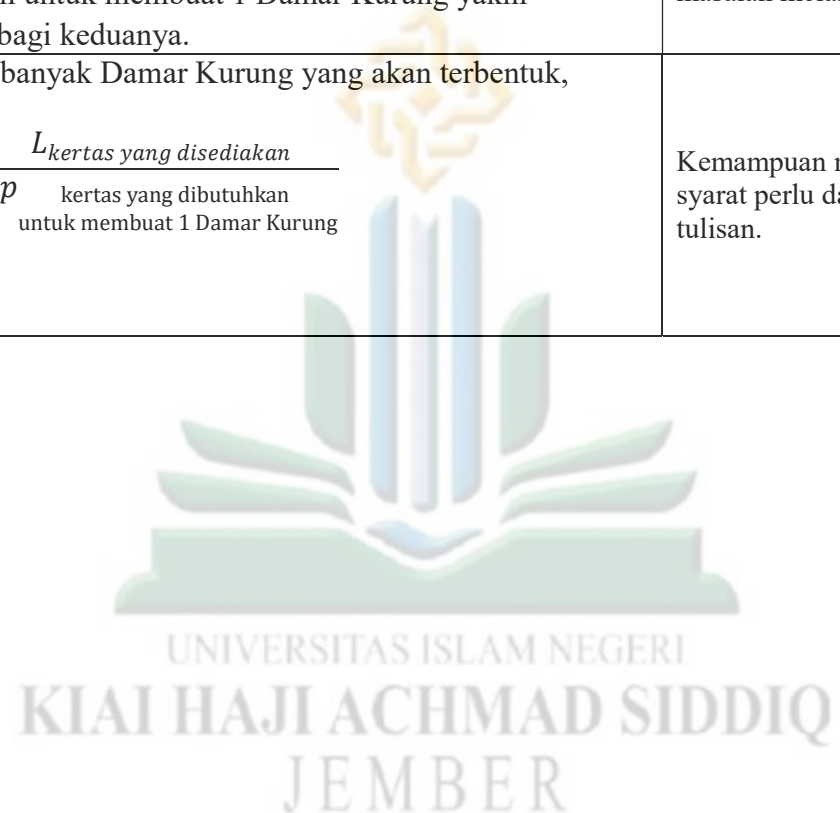 untuk membuat 1 Damar Kurung yakni
bagi keduanya.
banyak Damar Kurung yang akan terbentuk,
L kertas yang disediakan
p kertas yang dibutuhkan
untuk membuat 1 Damar Kurung
Kemampuan
syarat perlu
tulisan.
UNIVERSITAS ISLAM NEGERI
KIAI HAJI ACHMAD SIDDIQ
JEMBER